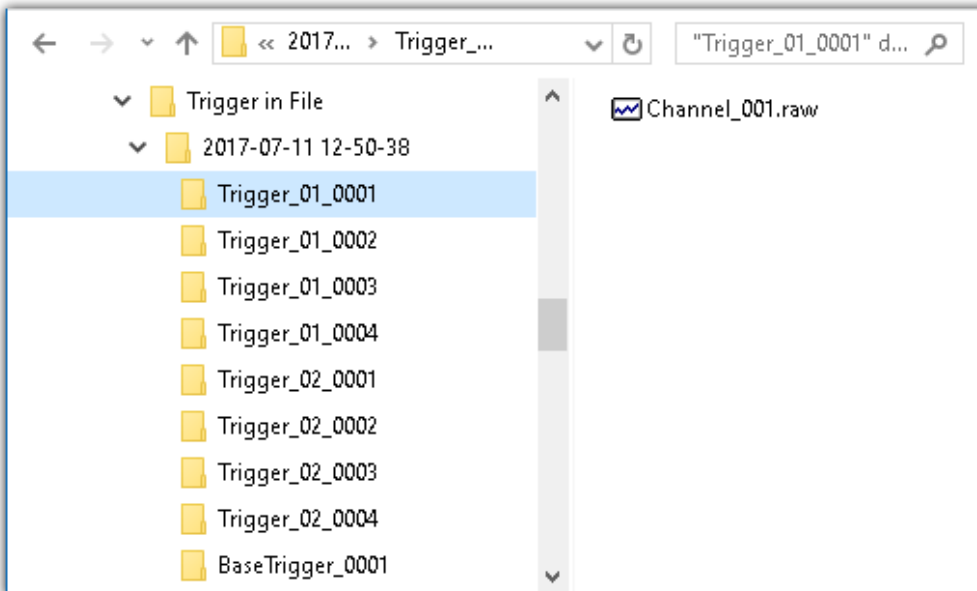 « 2017... > Trigger_...
"Trigger_01_0001" d...
Trigger in File
2017-07-11 12-50-38
Trigger_01_0001
Trigger_01_0002
Trigger_01_0003
Trigger_01_0004
Trigger_02_0001
Trigger_02_0002
Trigger_02_0003
Trigger_02_0004
BaseTrigger_0001
Channel_001.raw